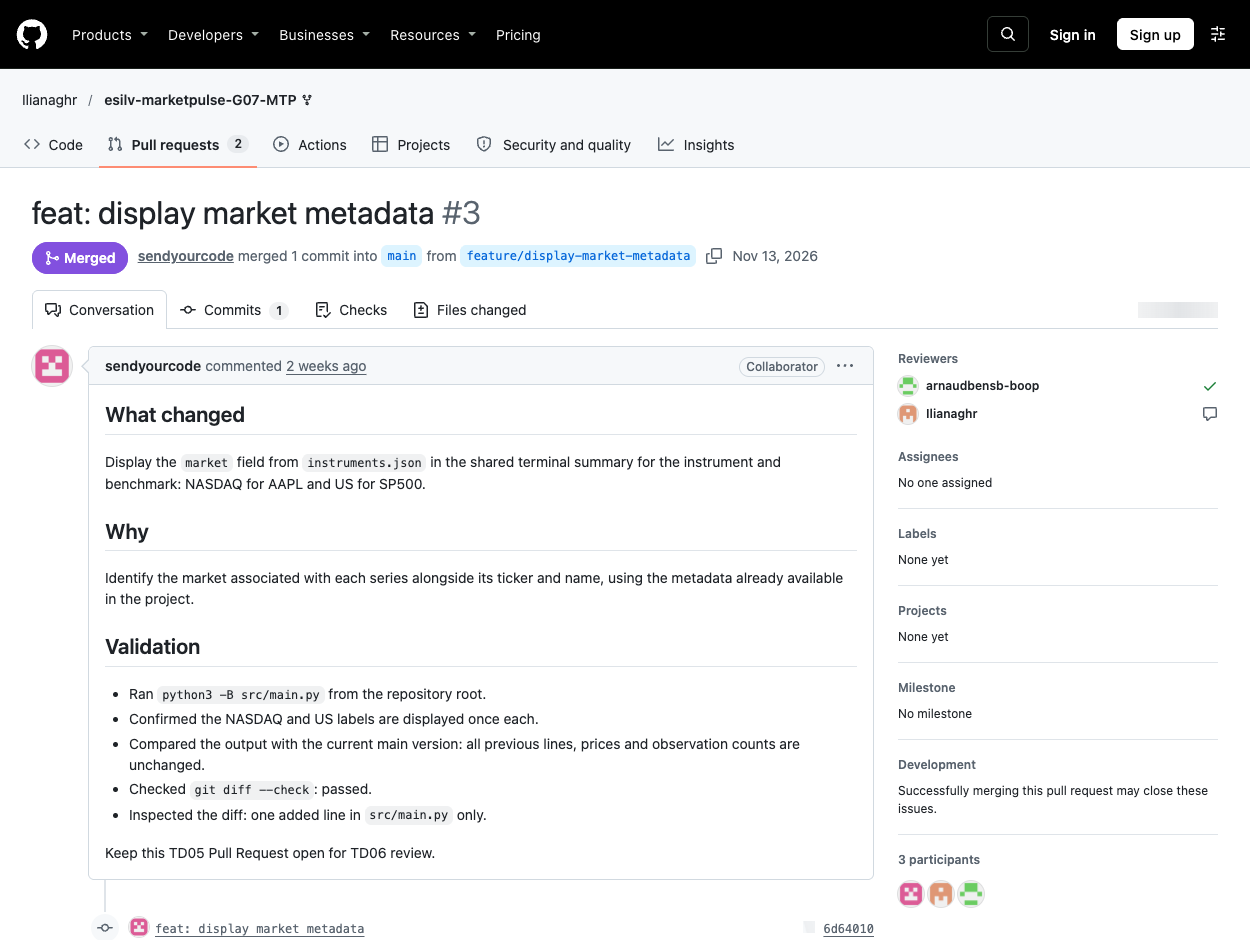 Products Developers Businesses Resources Pricing Sign in Sign up
Ilianaghr / esilv-marketpulse-G07-MTP
Code Pull requests 2 Actions Projects Security and quality Insights
feat: display market metadata #3
Merged sendyourcode merged 1 commit into main from feature/display-market-metadata Nov 13, 2026
Conversation Commits 1 Checks Files changed
sendyourcode commented 2 weeks ago Collaborator
What changed
Display the market field from instruments.json in the shared terminal summary for the instrument and
benchmark: NASDAQ for AAPL and US for SP500.
Why
Identify the market associated with each series alongside its ticker and name, using the metadata already available
in the project.
Validation
Ran python3 -B src/main.py from the repository root.
Confirmed the NASDAQ and US labels are displayed once each.
Compared the output with the current main version: all previous lines, prices and observation counts are
unchanged.
Checked git diff --check: passed.
Inspected the diff: one added line in src/main.py only.
Keep this TD05 Pull Request open for TD06 review.
feat: display market metadata 6d64010
Reviewers
arnaudbensb-boop
Ilianaghr
Assignees
No one assigned
Labels
None yet
Projects
None yet
Milestone
No milestone
Development
Successfully merging this pull request may close these
issues.
3 participants